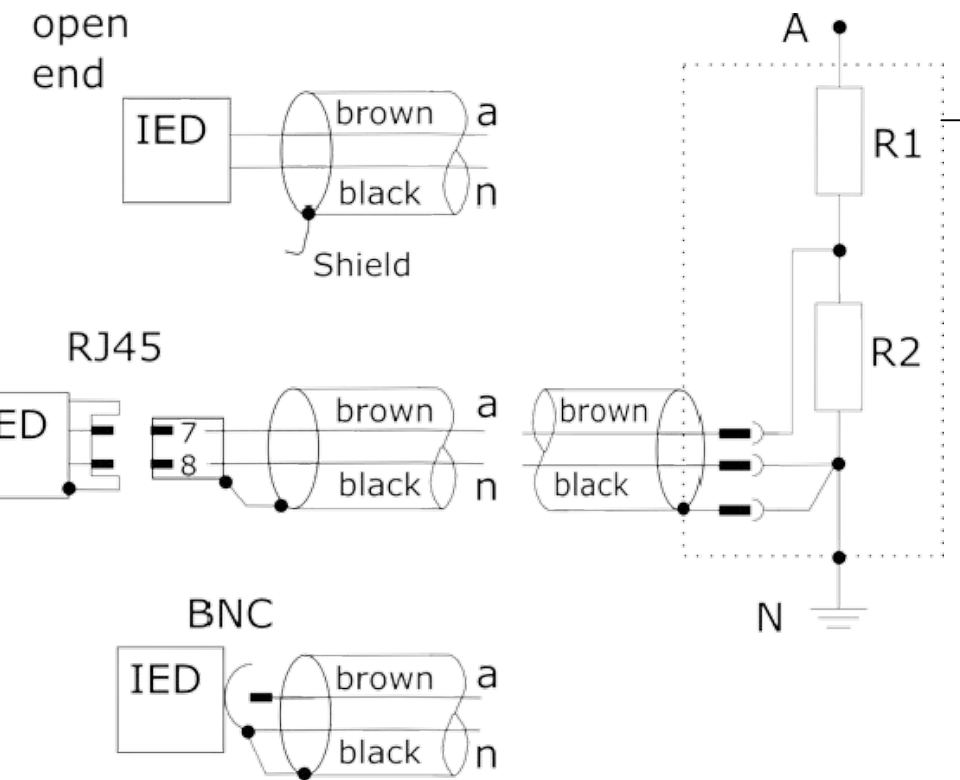 open
end
IED
brown
a
black
n
Shield
A
R1
R2
RJ45
ED
7
8
brown
a
black
n
brown
black
N
BNC
IED
brown
a
black
n